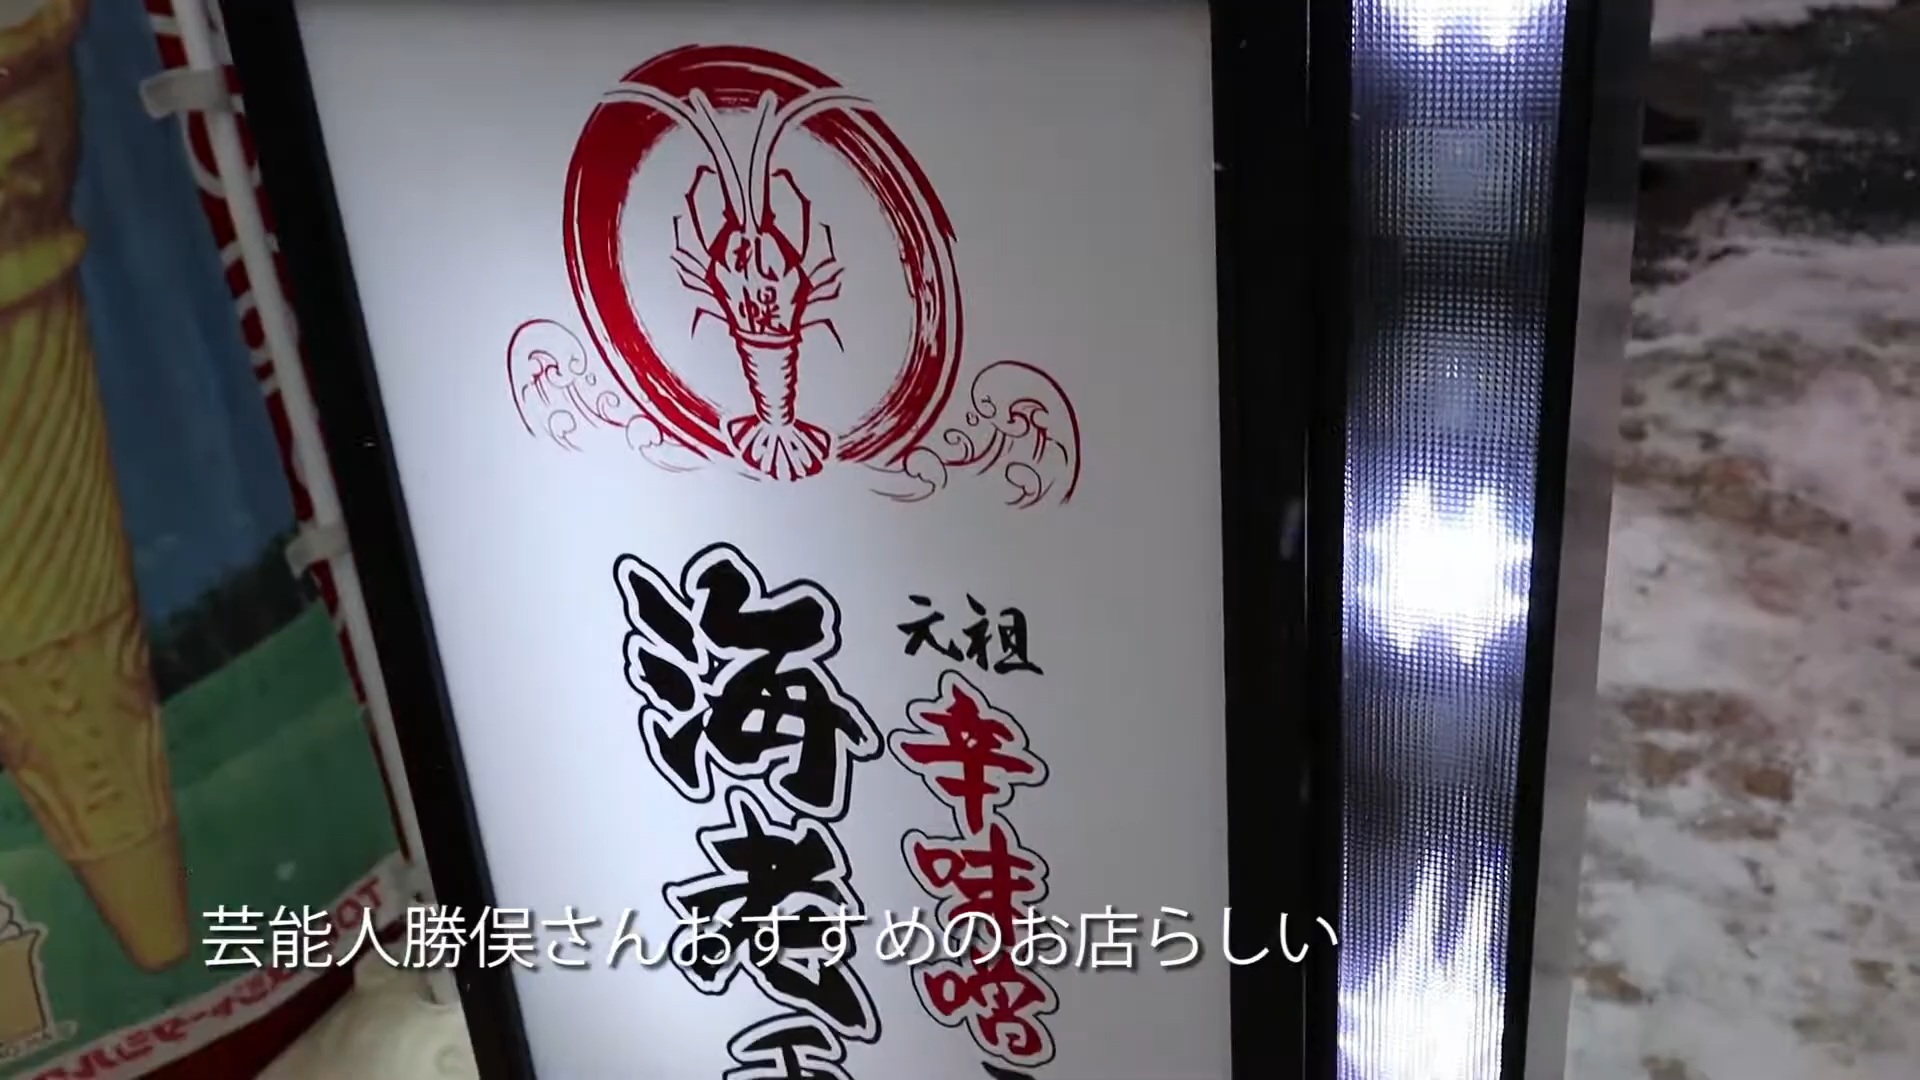 札幌
元祖
辛味噌
海老
芸能人勝俣さんおすすめのお店らしい